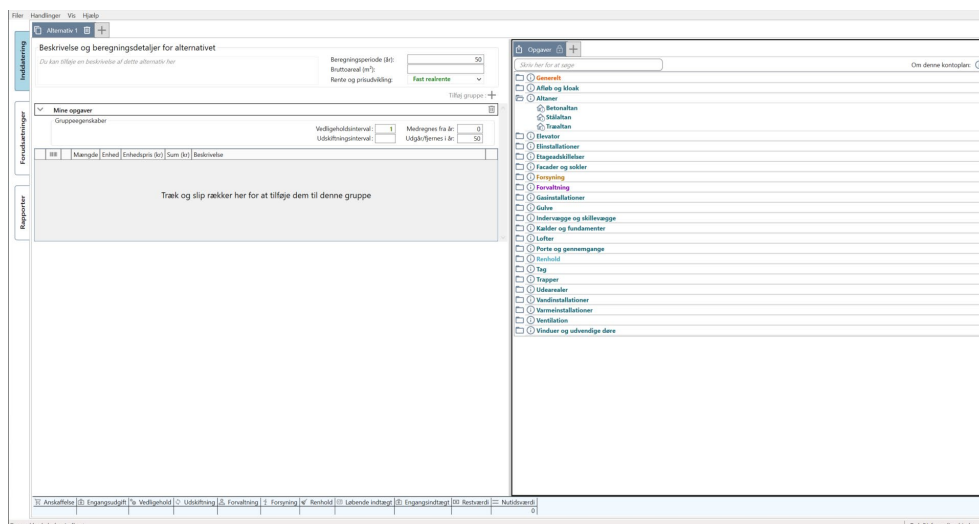 Filer Handlinger Vis Hjælp
Alternativ 1
Inddatering
Forudsætninger
Rapporter
Beskrivelse og beregningsdetaljer for alternativet
Du kan tilføje en beskrivelse af dette alternativ her
Beregningsperiode (år): 50
Bruttoareal (m²):
Rente og prisudvikling: Fast realrente
Tilføj gruppe :
Mine opgaver
Gruppeegenskaber
Vedligeholdsinterval : 1 Medregnes fra år: 0
Udskiftningsinterval : Udgår/fjernes i år: 50
Mængde Enhed Enhedspris (kr) Sum (kr) Beskrivelse
Træk og slip rækker her for at tilføje dem til denne gruppe
Opgaver
Skriv her for at søge
Om denne kontoplan:
Generelt
Afløb og kloak
Altaner
Betonaltan
Stålaltan
Træaltan
Elevator
Elinstallationer
Etageadskillelser
Facader og sokler
Forsyning
Forvaltning
Gasinstallationer
Gulve
Indervægge og skillevægge
Kælder og fundamenter
Lofter
Porte og gennemgange
Renhold
Tag
Trapper
Udearealer
Vandinstallationer
Varmeinstallationer
Ventilation
Vinduer og udvendige døre
Anskaffelse Engangsudgift Vedligehold Udskiftning Forvaltning Forsyning Renhold Løbende indtægt Engangsindtægt Restværdi Nutidsværdi
0